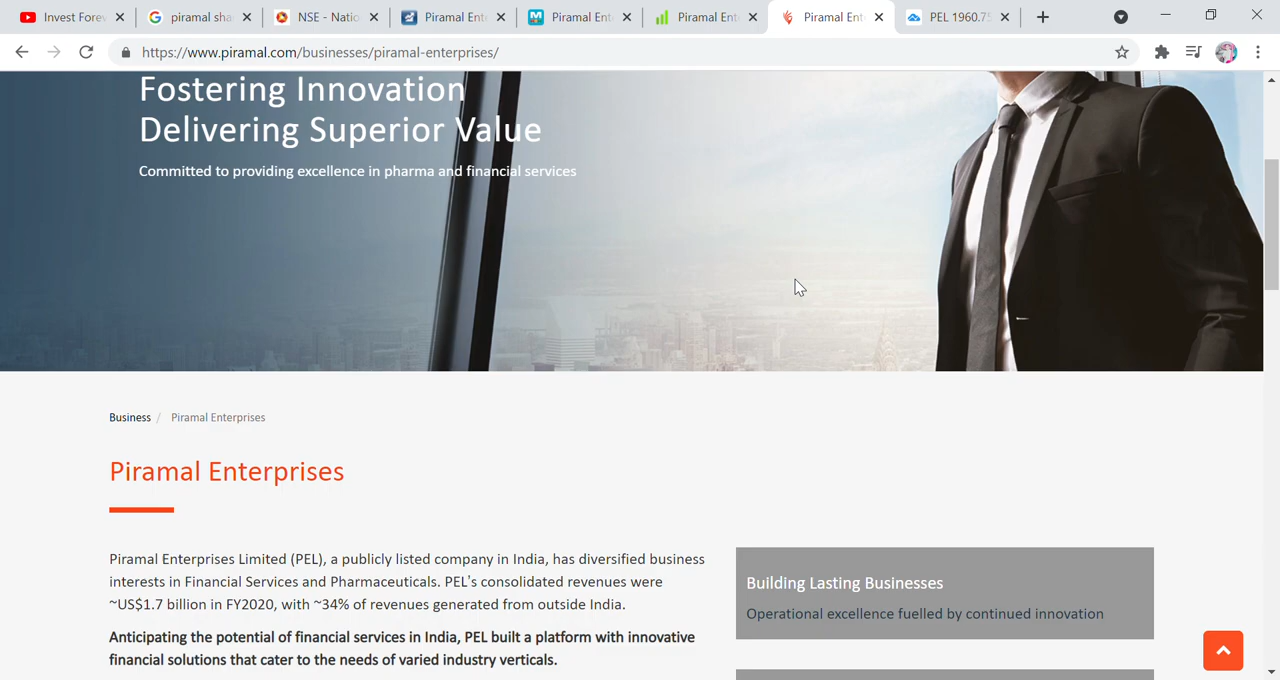 Invest Forev
piramal sha
NSE - Natio
Piramal Ent
Piramal Ent
Piramal Ent
Piramal Ent
PEL 1960.75
https://www.piramal.com/businesses/piramal-enterprises/
Fostering Innovation
Delivering Superior Value
Committed to providing excellence in pharma and financial services
Business / Piramal Enterprises
Piramal Enterprises
Piramal Enterprises Limited (PEL), a publicly listed company in India, has diversified business
interests in Financial Services and Pharmaceuticals. PEL's consolidated revenues were
~US$1.7 billion in FY2020, with ~34% of revenues generated from outside India.
Anticipating the potential of financial services in India, PEL built a platform with innovative
financial solutions that cater to the needs of varied industry verticals.
Building Lasting Businesses
Operational excellence fuelled by continued innovation